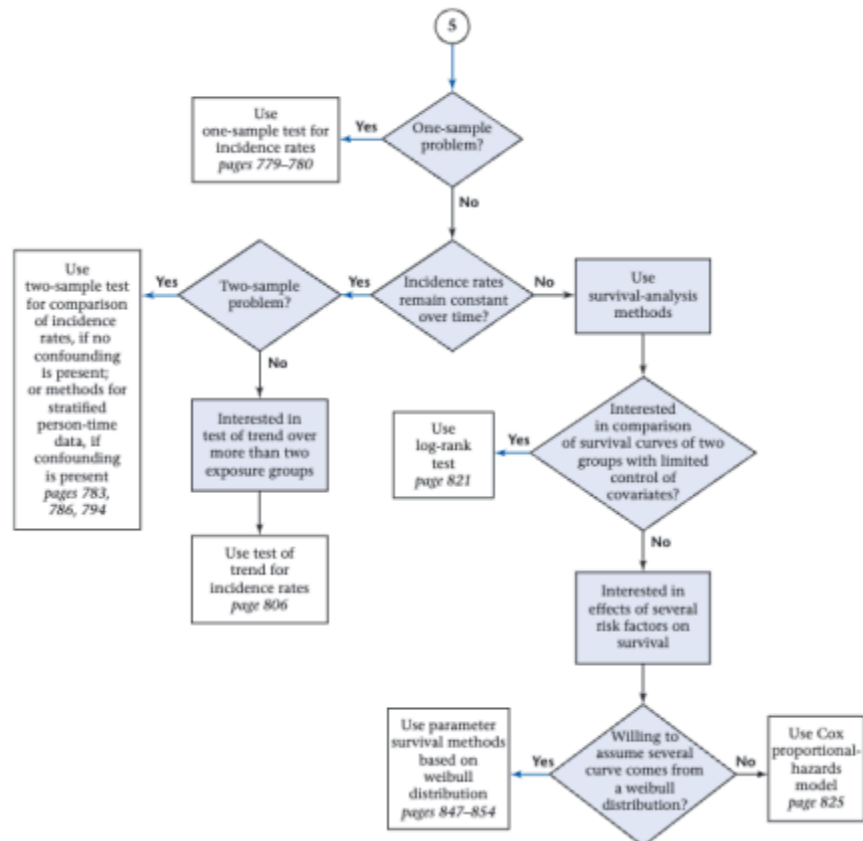 5
One-sample
problem?
Yes
Use
one-sample test for
incidence rates
pages 779–780
No
Incidence rates
remain constant
over time?
Yes
Two-sample
problem?
Yes
Use
two-sample test
for comparison
of incidence
rates, if no
confounding
is present;
or methods for
stratified
person-time
data, if
confounding
is present
pages 783,
786, 794
No
Interested in
test of trend over
more than two
exposure groups
Use test of
trend for
incidence rates
page 806
No
Use
survival-analysis
methods
Interested
in comparison
of survival curves of two
groups with limited
control of
covariates?
Yes
Use
log-rank
test
page 821
No
Interested in
effects of several
risk factors on
survival
Willing to
assume several
curve comes from
a weibull
distribution?
Yes
Use parameter
survival methods
based on
weibull
distribution
pages 847–854
No
Use Cox
proportional-
hazards
model
page 825